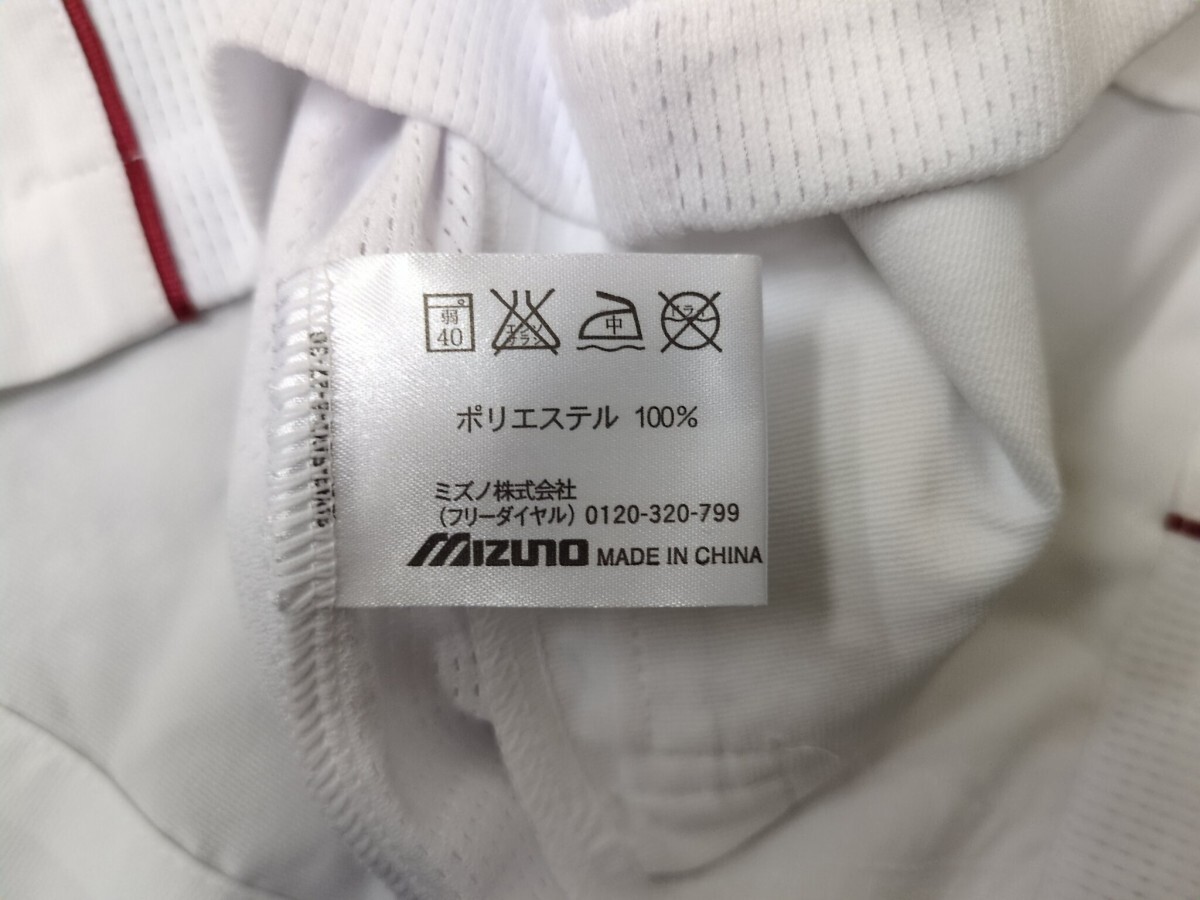 弱
40
エンソ
サラシ
中
ドライ
ポリエステル 100%
ミズノ株式会社
(フリーダイヤル) 0120-320-799
MIZUNO MADE IN CHINA